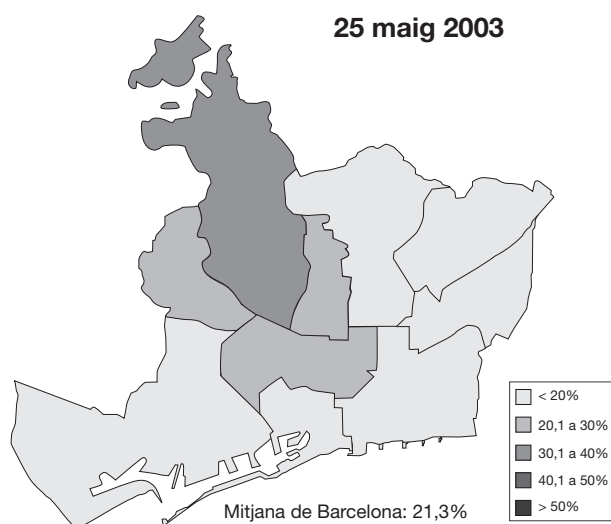 25 maig 2003
< 20%
20,1 a 30%
30,1 a 40%
40,1 a 50%
> 50%
Mitjana de Barcelona: 21,3%